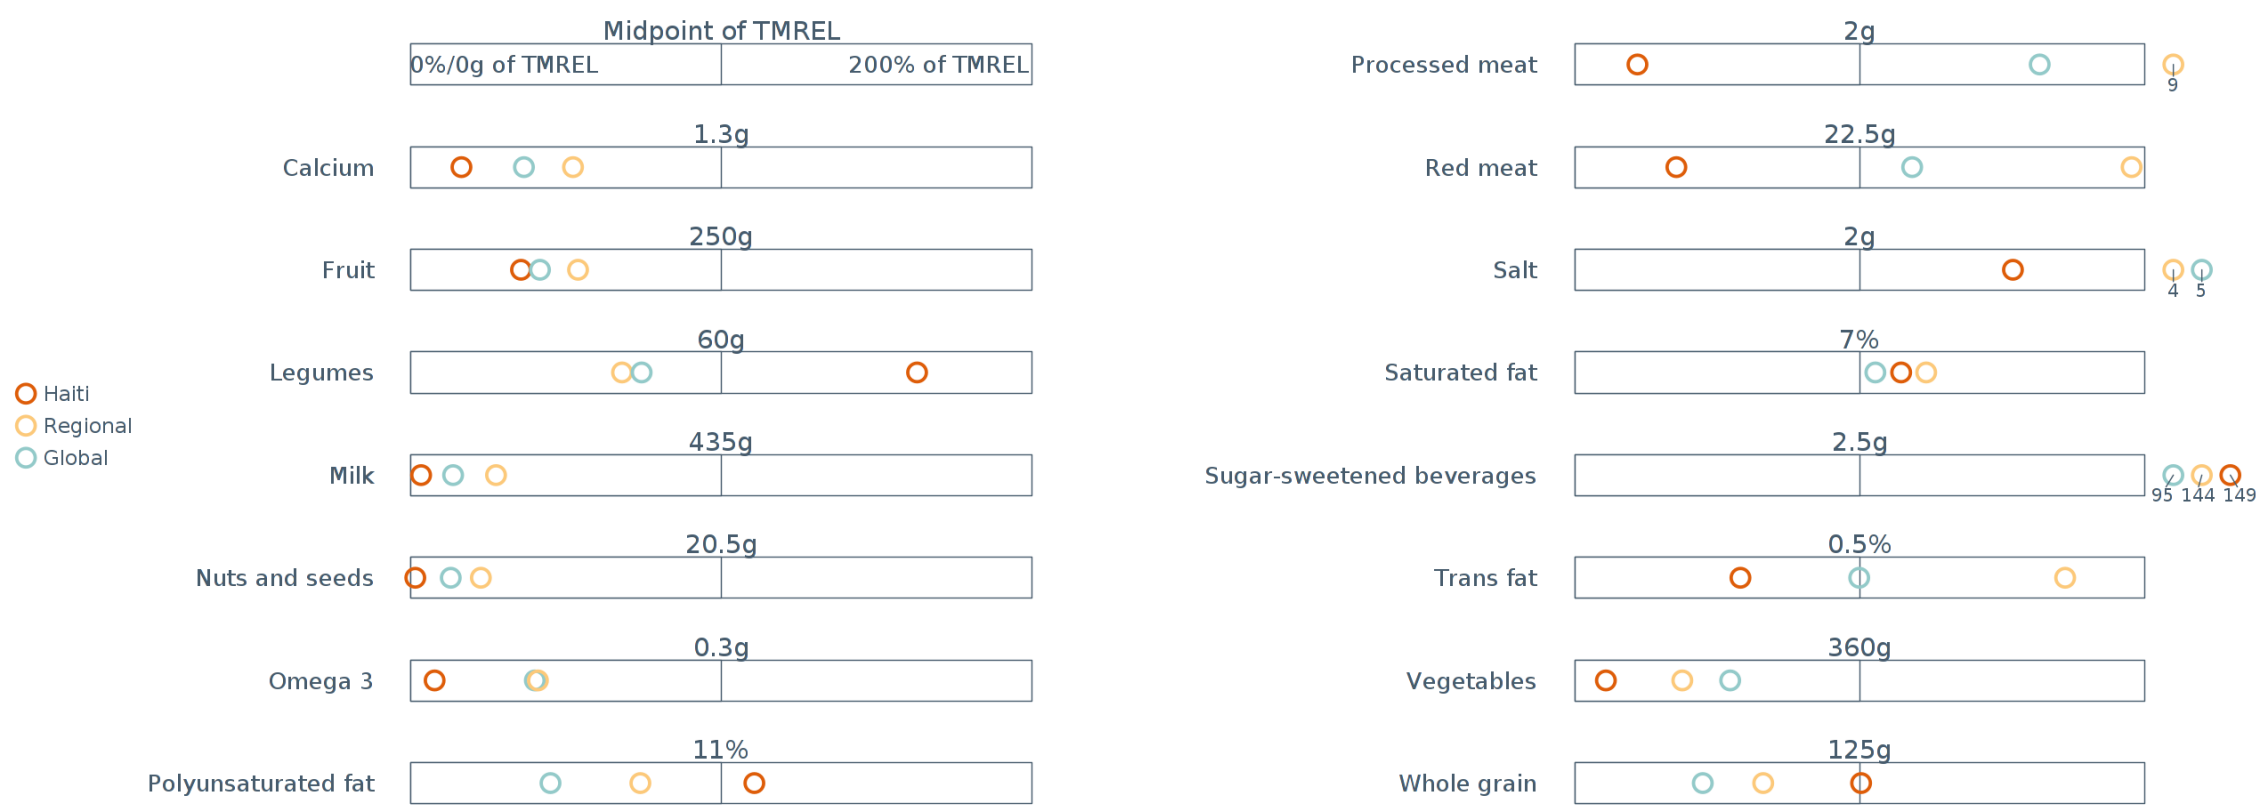 Midpoint of TMREL
0%/0g of TMREL 200% of TMREL
1.3g
Calcium
250g
Fruit
60g
Legumes
435g
Milk
20.5g
Nuts and seeds
0.3g
Omega 3
11%
Polyunsaturated fat
Haiti
Regional
Global
2g
Processed meat
9
22.5g
Red meat
2g
Salt
4 5
7%
Saturated fat
2.5g
Sugar-sweetened beverages
95 144 149
0.5%
Trans fat
360g
Vegetables
125g
Whole grain